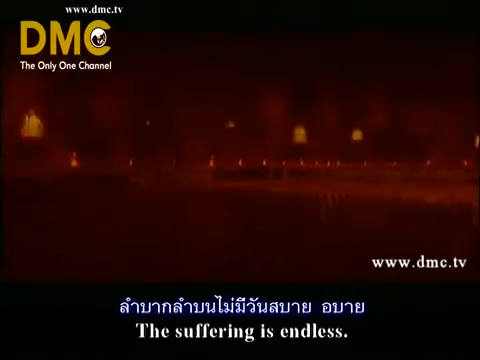 www.dmc.tv
DMC
The Only One Channel
www.dmc.tv
ลำบากลำบนไม่มีวันสบาย อบาย
The suffering is endless.